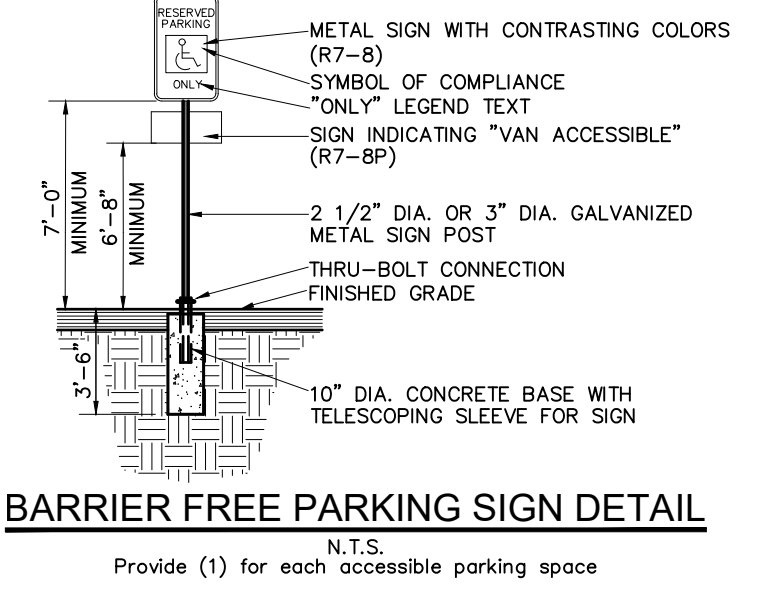 RESERVED
PARKING
ONLY
METAL SIGN WITH CONTRASTING COLORS
(R7-8)
SYMBOL OF COMPLIANCE
"ONLY" LEGEND TEXT
SIGN INDICATING "VAN ACCESSIBLE"
(R7-8P)
7'-0"
MINIMUM
6'-8"
MINIMUM
2 1/2" DIA. OR 3" DIA. GALVANIZED
METAL SIGN POST
THRU-BOLT CONNECTION
FINISHED GRADE
3'-6"
10" DIA. CONCRETE BASE WITH
TELESCOPING SLEEVE FOR SIGN
BARRIER FREE PARKING SIGN DETAIL
N.T.S.
Provide (1) for each accessible parking space